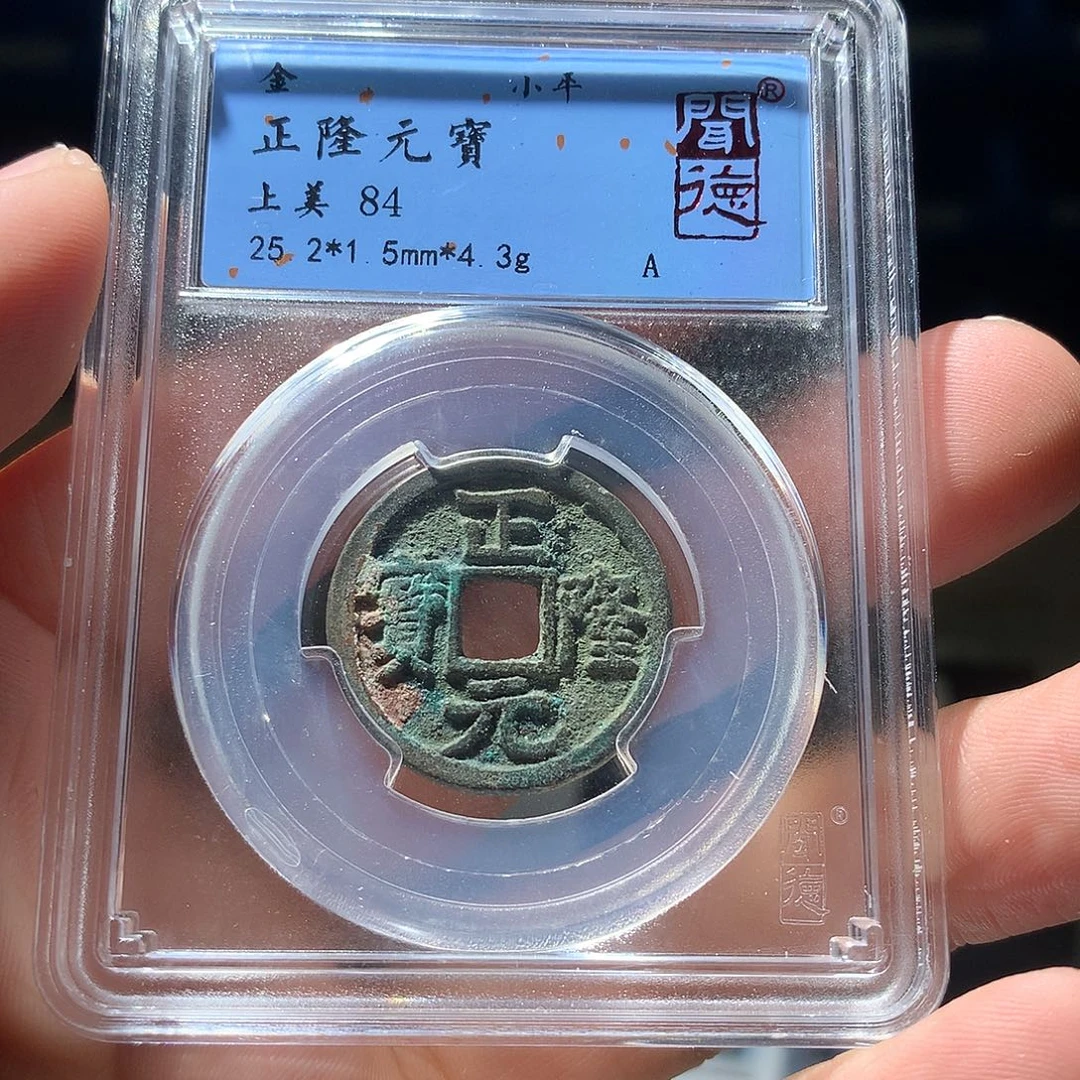 金 小平
正隆元寶
上美 84
25.2*1.5mm*4.3g A
聞德®
正隆元寶
聞德®